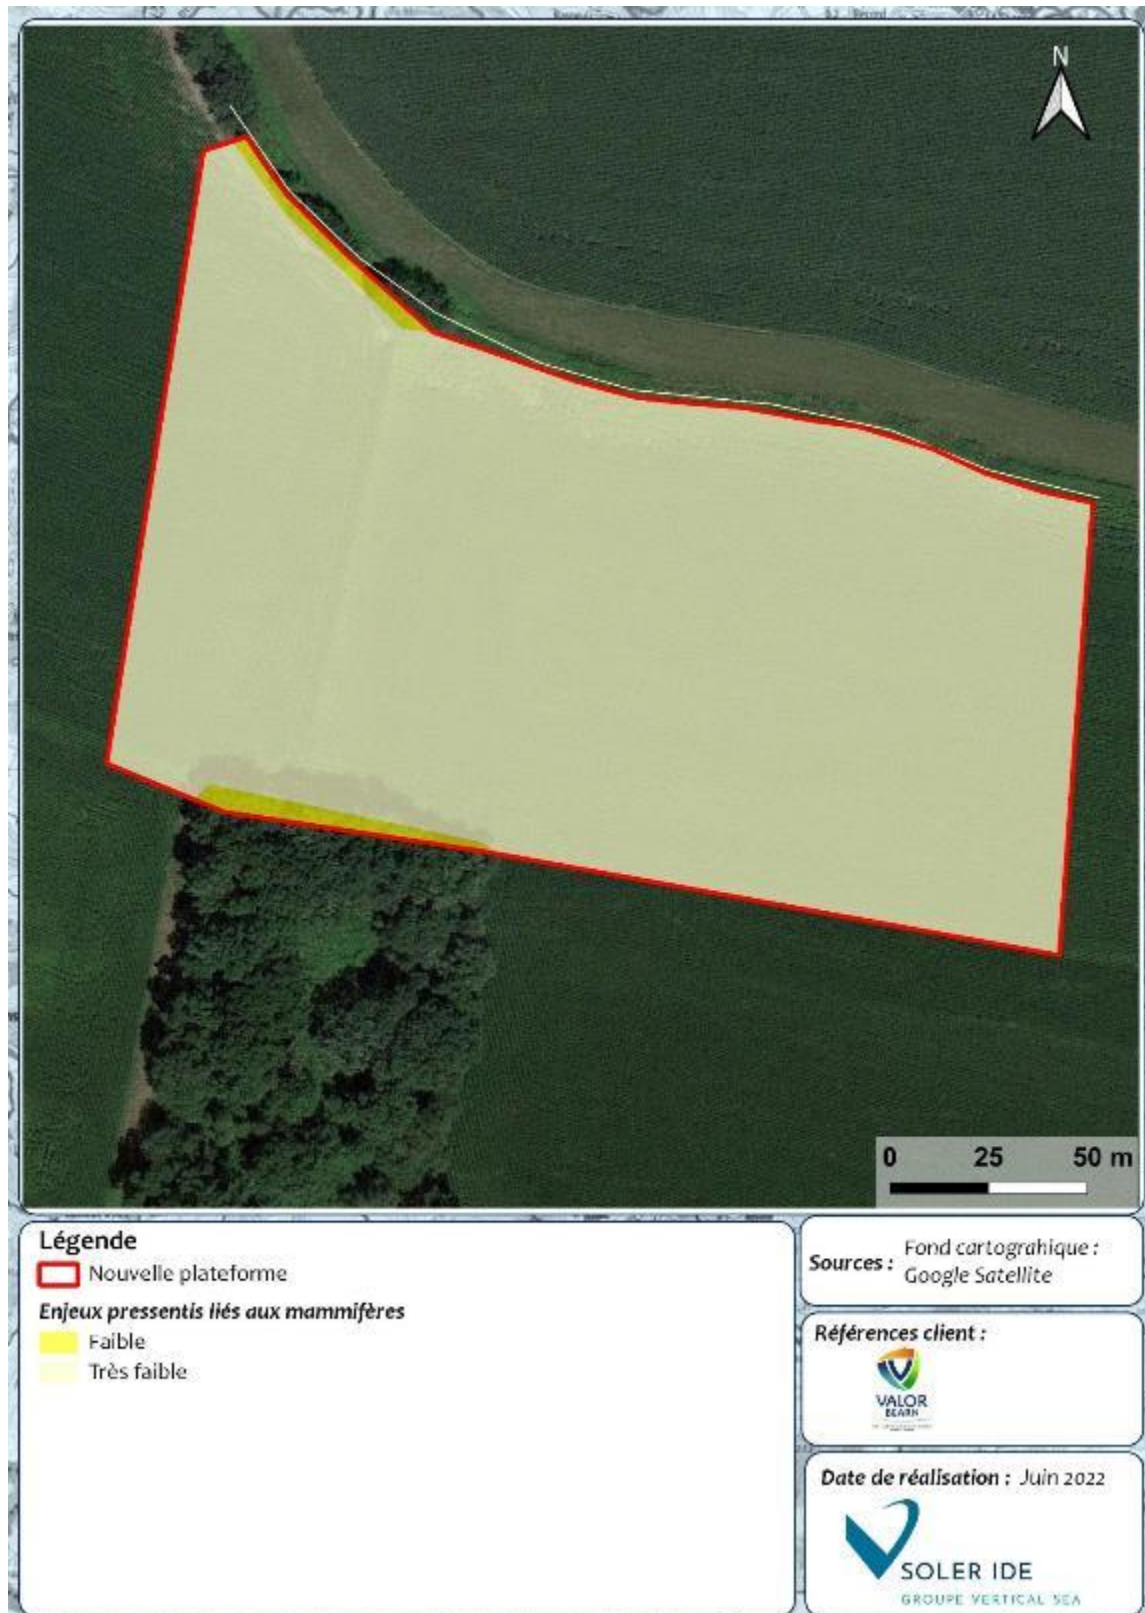 N
0 25 50 m
Légende
Nouvelle plateforme
Enjeux pressentis liés aux mammifères
Faible
Très faible
Sources : Fond cartograhique :
Google Satellite
Références client :
VALOR
BEARN
Date de réalisation : Juin 2022
SOLER IDE
GROUPE VERTICAL SEA